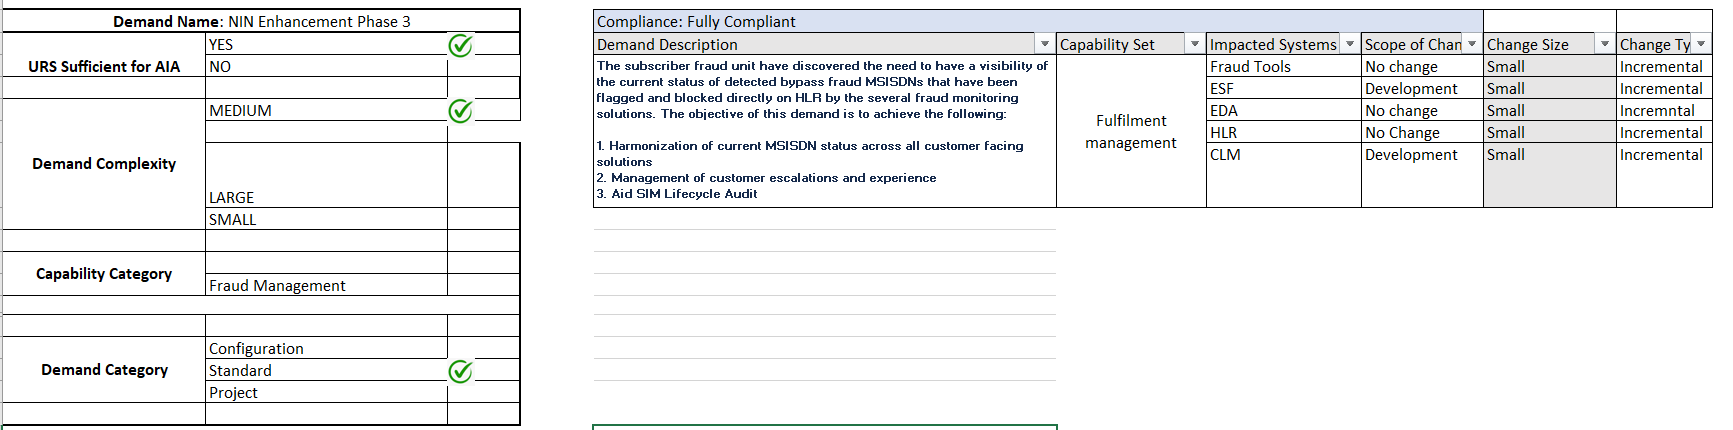 Demand Name: NIN Enhancement Phase 3
URS Sufficient for AIA
YES
NO
Demand Complexity
MEDIUM
LARGE
SMALL
Capability Category
Fraud Management
Demand Category
Configuration
Standard
Project
Compliance: Fully Compliant
Demand Description Capability Set Impacted Systems Scope of Chan Change Size Change Ty
The subscriber fraud unit have discovered the need to have a visibility of
the current status of detected bypass fraud MSISDNs that have been
flagged and blocked directly on HLR by the several fraud monitoring
solutions. The objective of this demand is to achieve the following:
1. Harmonization of current MSISDN status across all customer facing
solutions
2. Management of customer escalations and experience
3. Aid SIM Lifecycle Audit
Fulfilment
management
Fraud Tools No change Small Incremental
ESF Development Small Incremental
EDA No change Small Incremntal
HLR No Change Small Incremental
CLM Development Small Incremental